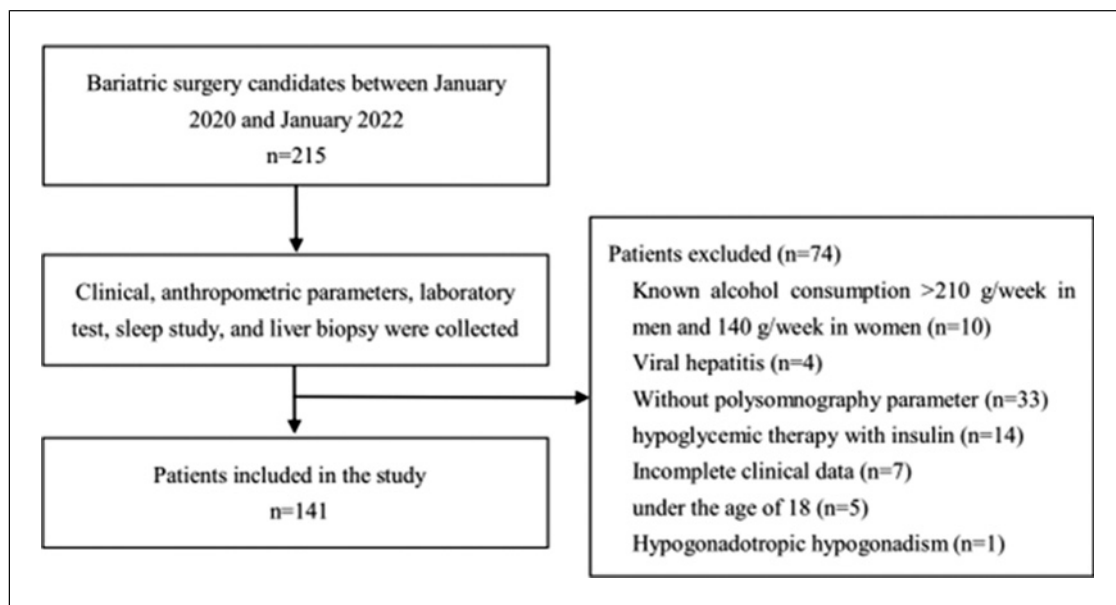 Bariatric surgery candidates between January
2020 and January 2022
n=215
Clinical, anthropometric parameters, laboratory
test, sleep study, and liver biopsy were collected
Patients excluded (n=74)
Known alcohol consumption >210 g/week in
men and 140 g/week in women (n=10)
Viral hepatitis (n=4)
Without polysomnography parameter (n=33)
hypoglycemic therapy with insulin (n=14)
Incomplete clinical data (n=7)
under the age of 18 (n=5)
Hypogonadotropic hypogonadism (n=1)
Patients included in the study
n=141